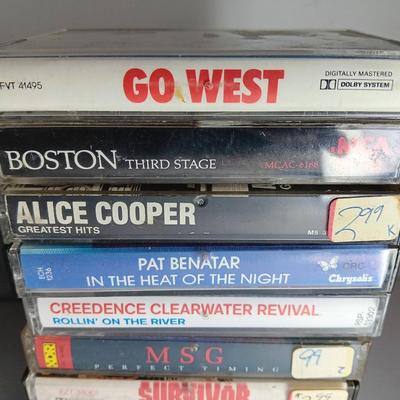 FVT 41495
GO WEST
DIGITALLY MASTERED
DOLBY SYSTEM
BOSTON THIRD STAGE
MCAC-6188
MCA
ALICE COOPER
GREATEST HITS
299
K
PAT BENATAR
IN THE HEAT OF THE NIGHT
Chrysalis
CREEDENCE CLEARWATER REVIVAL
ROLLIN' ON THE RIVER
MSG
PERFECT TIMING
99
SURVIVOR